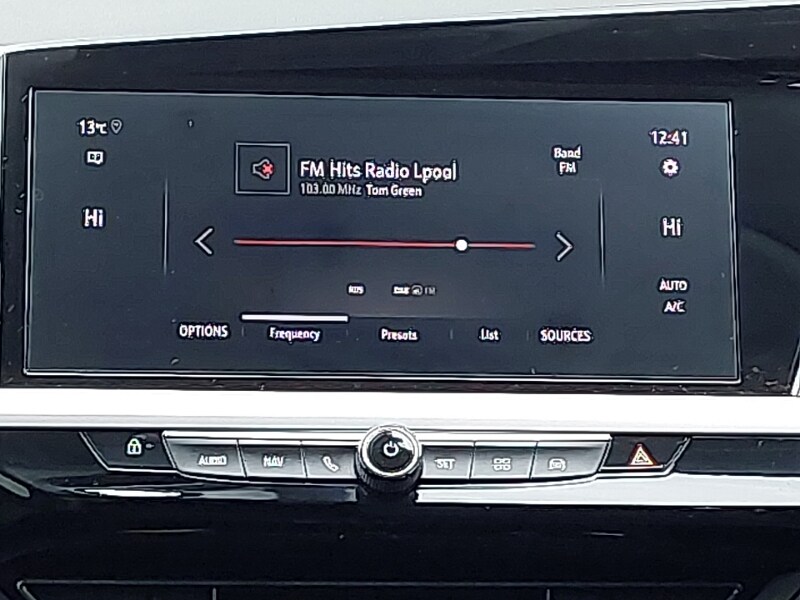 13°C
12:41
FM Hits Radio Lpool
103.00 MHz Tom Green
Band
FM
Hi
Hi
RDS
AUTO
A/C
OPTIONS
Frequency
Presets
List
SOURCES
AUDIO
NAV
SET